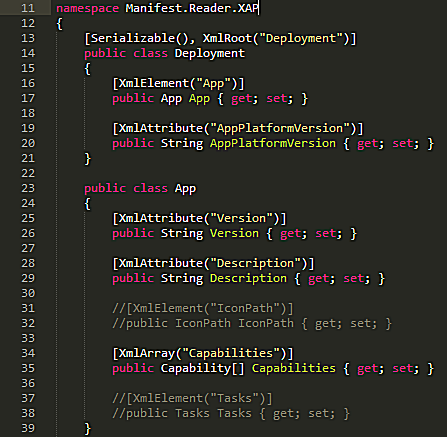 11 namespace Manifest.Reader.XAP
12 {
13 [Serializable(), XmlRoot("Deployment")]
14 public class Deployment
15 {
16 [XmlElement("App")]
17 public App App { get; set; }
18
19 [XmlAttribute("AppPlatformVersion")]
20 public String AppPlatformVersion { get; set; }
21 }
22
23 public class App
24 {
25 [XmlAttribute("Version")]
26 public String Version { get; set; }
27
28 [XmlAttribute("Description")]
29 public String Description { get; set; }
30
31 //[XmlElement("IconPath")]
32 //public IconPath IconPath { get; set; }
33
34 [XmlArray("Capabilities")]
35 public Capability[] Capabilities { get; set; }
36
37 //[XmlElement("Tasks")]
38 //public Tasks Tasks { get; set; }
39 }